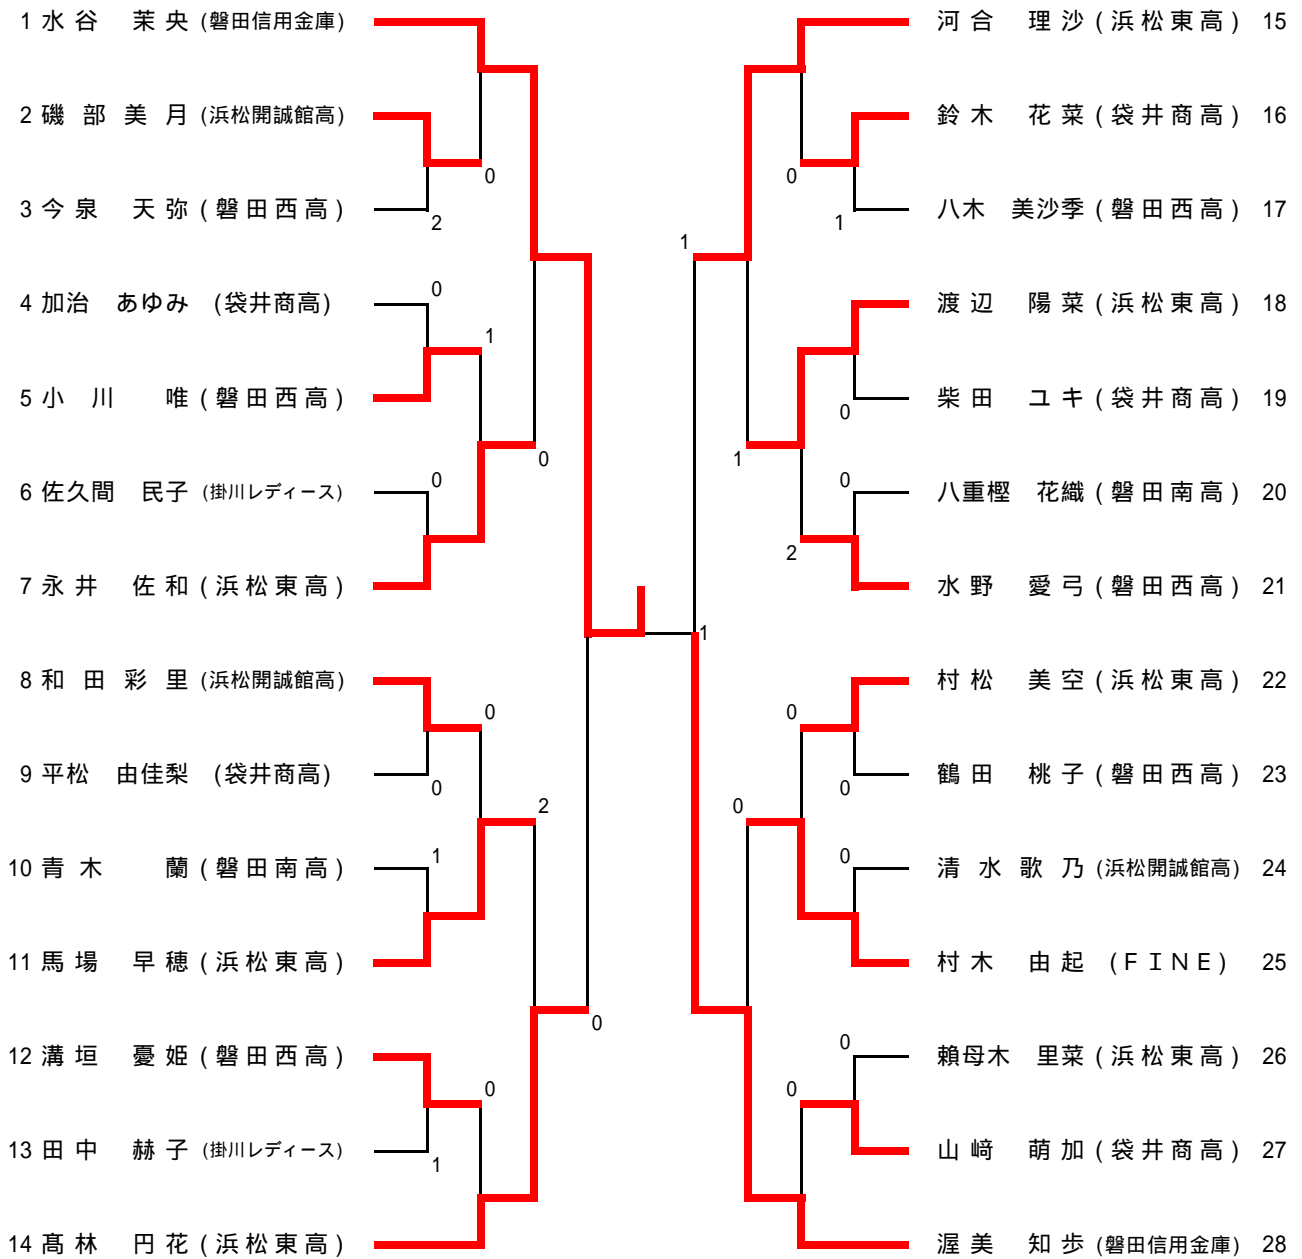 1 水谷 茉央 (磐田信用金庫)
0
2 磯部美月 (浜松開誠館高)
2
3 今泉 天弥 (磐田西高)
0
4 加治 あゆみ (袋井商高)
1
5 小川 唯 (磐田西高)
0
0
6 佐久間 民子 (掛川レディース)
7 永井 佐和 (浜松東高)
8 和田彩里 (浜松開誠館高)
0
0
9 平松 由佳梨 (袋井商高)
2
1
10 青木 蘭 (磐田南高)
11 馬場 早穂 (浜松東高)
0
12 溝垣 憂姫 (磐田西高)
0
1
13 田中 赫子 (掛川レディース)
14 髙林 円花 (浜松東高)
1
河合 理沙 (浜松東高) 15
0
鈴木 花菜 (袋井商高) 16
1
八木 美沙季 (磐田西高) 17
1
渡辺 陽菜 (浜松東高) 18
0
柴田 ユキ (袋井商高) 19
0
八重樫 花織 (磐田南高) 20
2
水野 愛弓 (磐田西高) 21
1
村松 美空 (浜松東高) 22
0
0
鶴田 桃子 (磐田西高) 23
0
0
清水歌乃 (浜松開誠館高) 24
村木 由起 (FINE) 25
0
賴母木 里菜 (浜松東高) 26
0
山﨑 萌加 (袋井商高) 27
渥美 知歩 (磐田信用金庫) 28